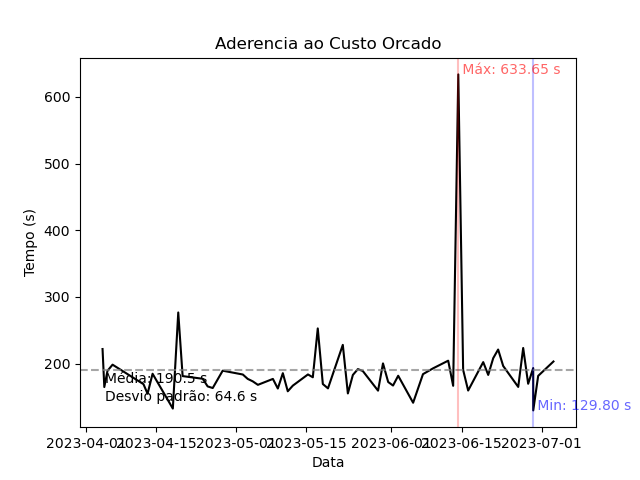 Aderencia ao Custo Orcado
Máx: 633.65 s
600
500
400
300
200
Tempo (s)
Média: 190.5 s
Desvio padrão: 64.6 s
Min: 129.80 s
2023-04-01
2023-04-15
2023-05-01
2023-05-15
2023-06-01
2023-06-15
2023-07-01
Data